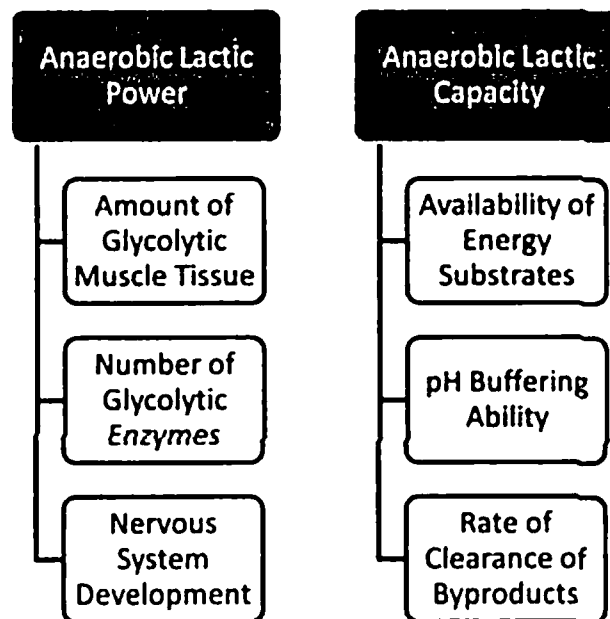 Anaerobic Lactic
Power
Amount of
Glycolytic
Muscle Tissue
Number of
Glycolytic
Enzymes
Nervous
System
Development
Anaerobic Lactic
Capacity
Availability of
Energy
Substrates
pH Buffering
Ability
Rate of
Clearance of
Byproducts